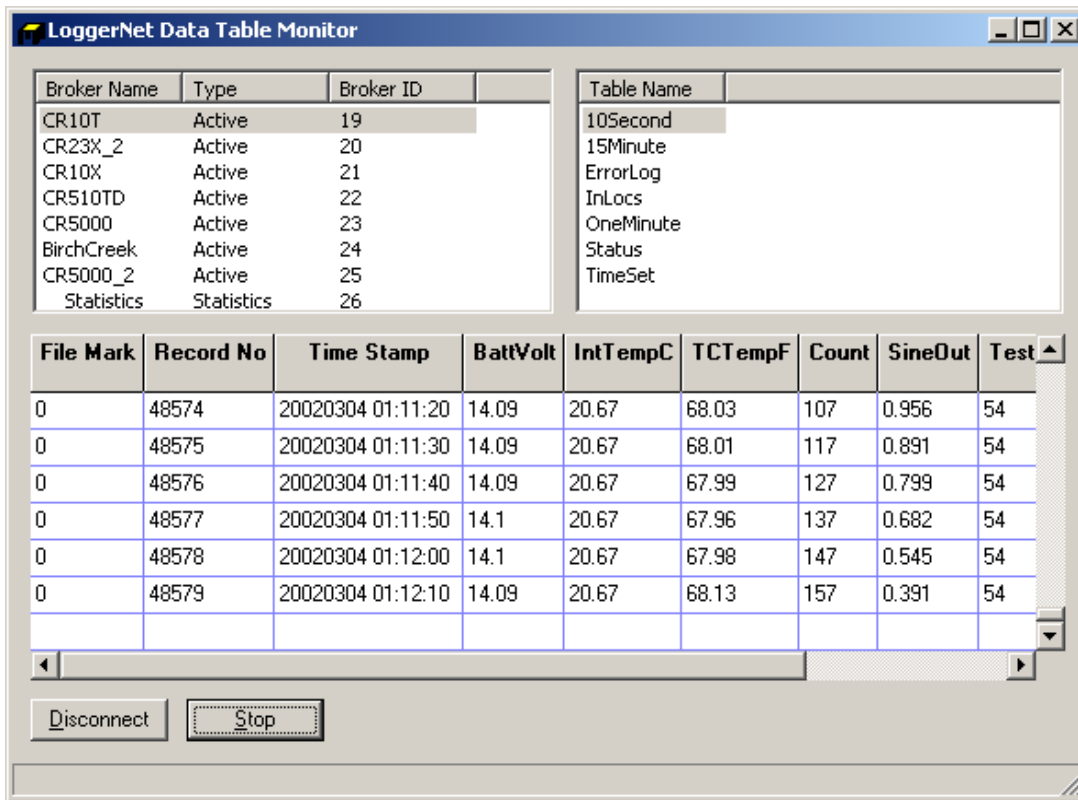 LoggerNet Data Table Monitor
Broker Name Type Broker ID
CR10T Active 19
CR23X_2 Active 20
CR10X Active 21
CR510TD Active 22
CR5000 Active 23
BirchCreek Active 24
CR5000_2 Active 25
Statistics Statistics 26
Table Name
10Second
15Minute
ErrorLog
InLocs
OneMinute
Status
TimeSet
File Mark Record No Time Stamp BattVolt IntTempC TCTempF Count SineOut Test
0 48574 20020304 01:11:20 14.09 20.67 68.03 107 0.956 54
0 48575 20020304 01:11:30 14.09 20.67 68.01 117 0.891 54
0 48576 20020304 01:11:40 14.09 20.67 67.99 127 0.799 54
0 48577 20020304 01:11:50 14.1 20.67 67.96 137 0.682 54
0 48578 20020304 01:12:00 14.1 20.67 67.98 147 0.545 54
0 48579 20020304 01:12:10 14.09 20.67 68.13 157 0.391 54
Disconnect Stop